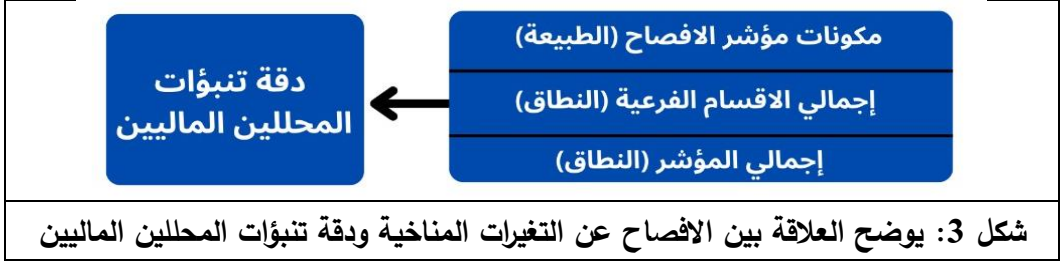 مكونات مؤشر الافصاح (الطبيعة)
إجمالي الاقسام الفرعية (النطاق)
إجمالي المؤشر (النطاق)
دقة تنبؤات
المحللين الماليين
شكل 3: يوضح العلاقة بين الافصاح عن التغيرات المناخية ودقة تنبؤات المحللين الماليين